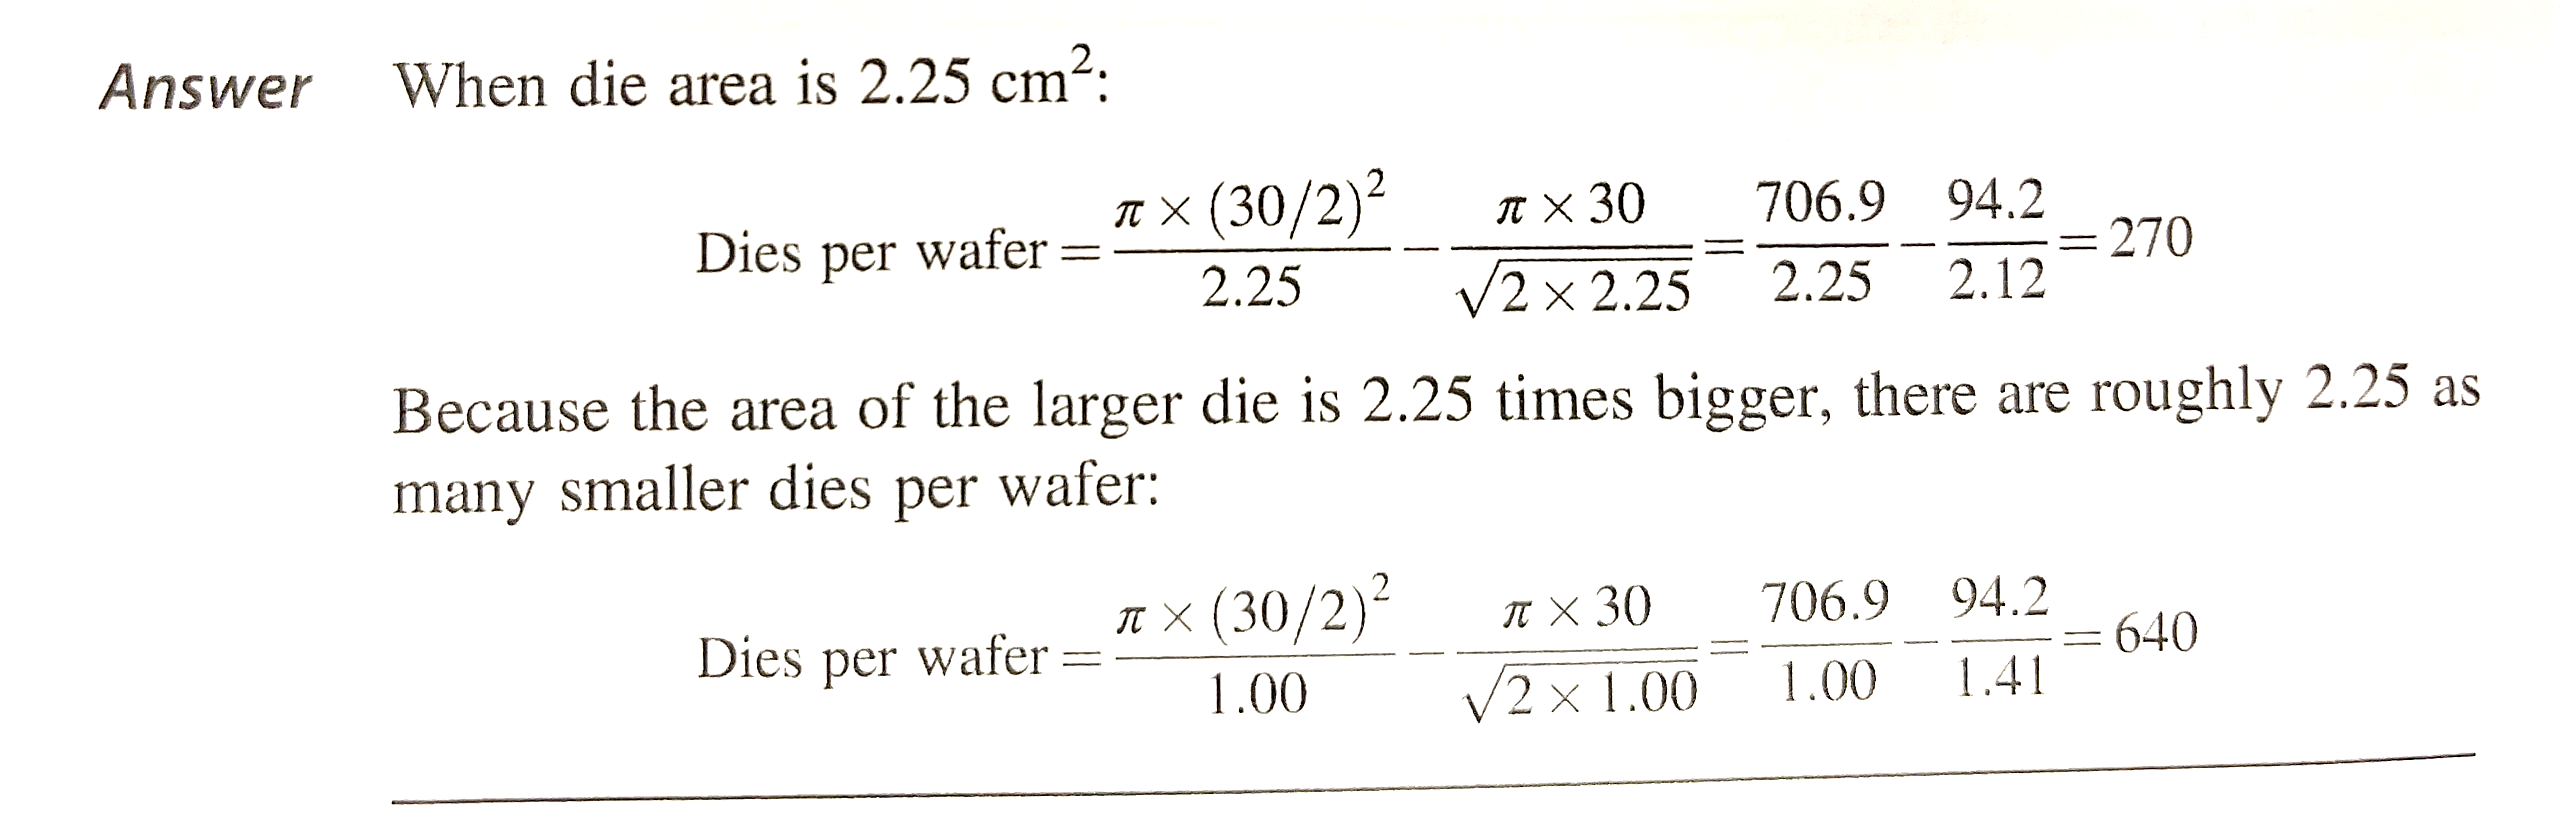 Answer When die area is 2.25 cm²:
Dies per wafer = π × (30/2)² / 2.25 − π × 30 / √2 × 2.25 = 706.9 / 2.25 − 94.2 / 2.12 = 270
Because the area of the larger die is 2.25 times bigger, there are roughly 2.25 as
many smaller dies per wafer:
Dies per wafer = π × (30/2)² / 1.00 − π × 30 / √2 × 1.00 = 706.9 / 1.00 − 94.2 / 1.41 = 640